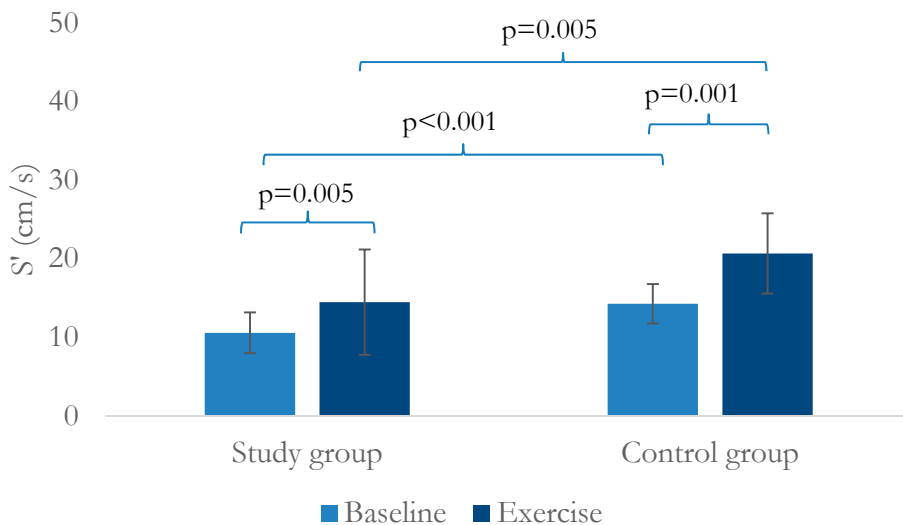 50
p=0.005
40
p=0.001
p<0.001
30
S' (cm/s)
p=0.005
20
10
0
Study group
Control group
Baseline
Exercise